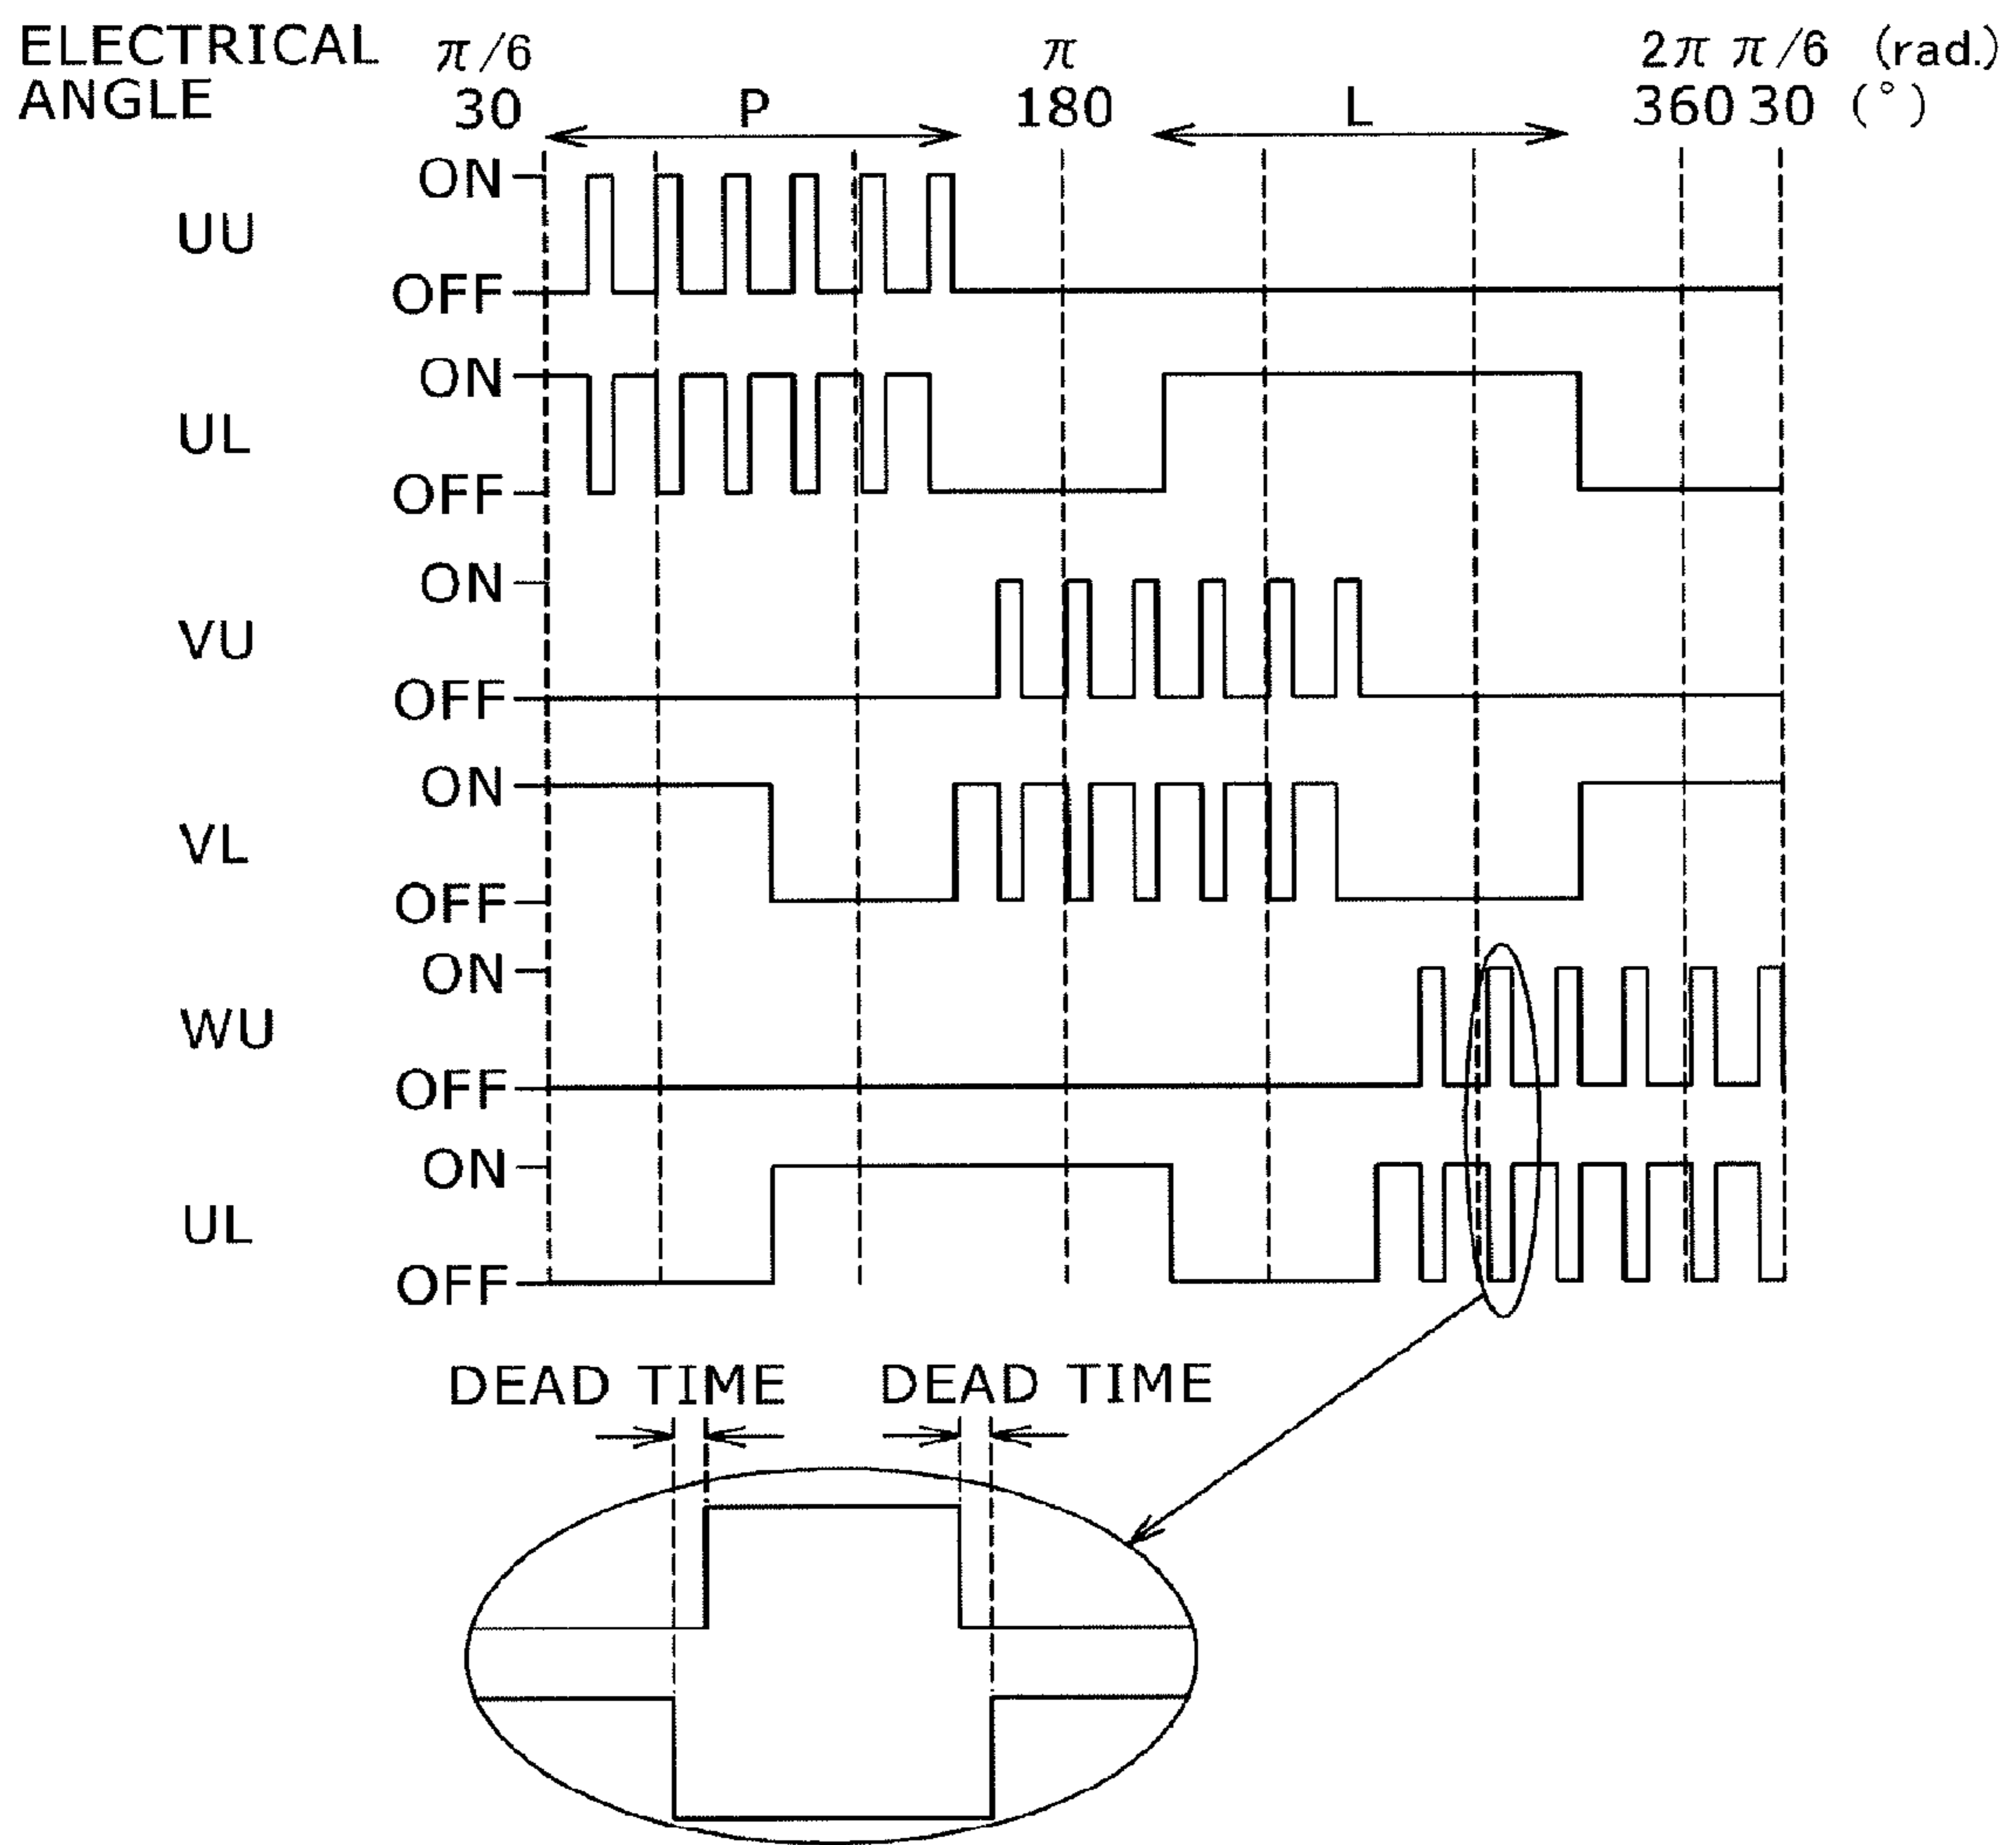 ELECTRICAL π/6 π 2π π/6 (rad.)
ANGLE 30 P 180 L 360 30 (°)
ON
UU
OFF
ON
UL
OFF
ON
VU
OFF
ON
VL
OFF
ON
WU
OFF
ON
UL
OFF
DEAD TIME DEAD TIME